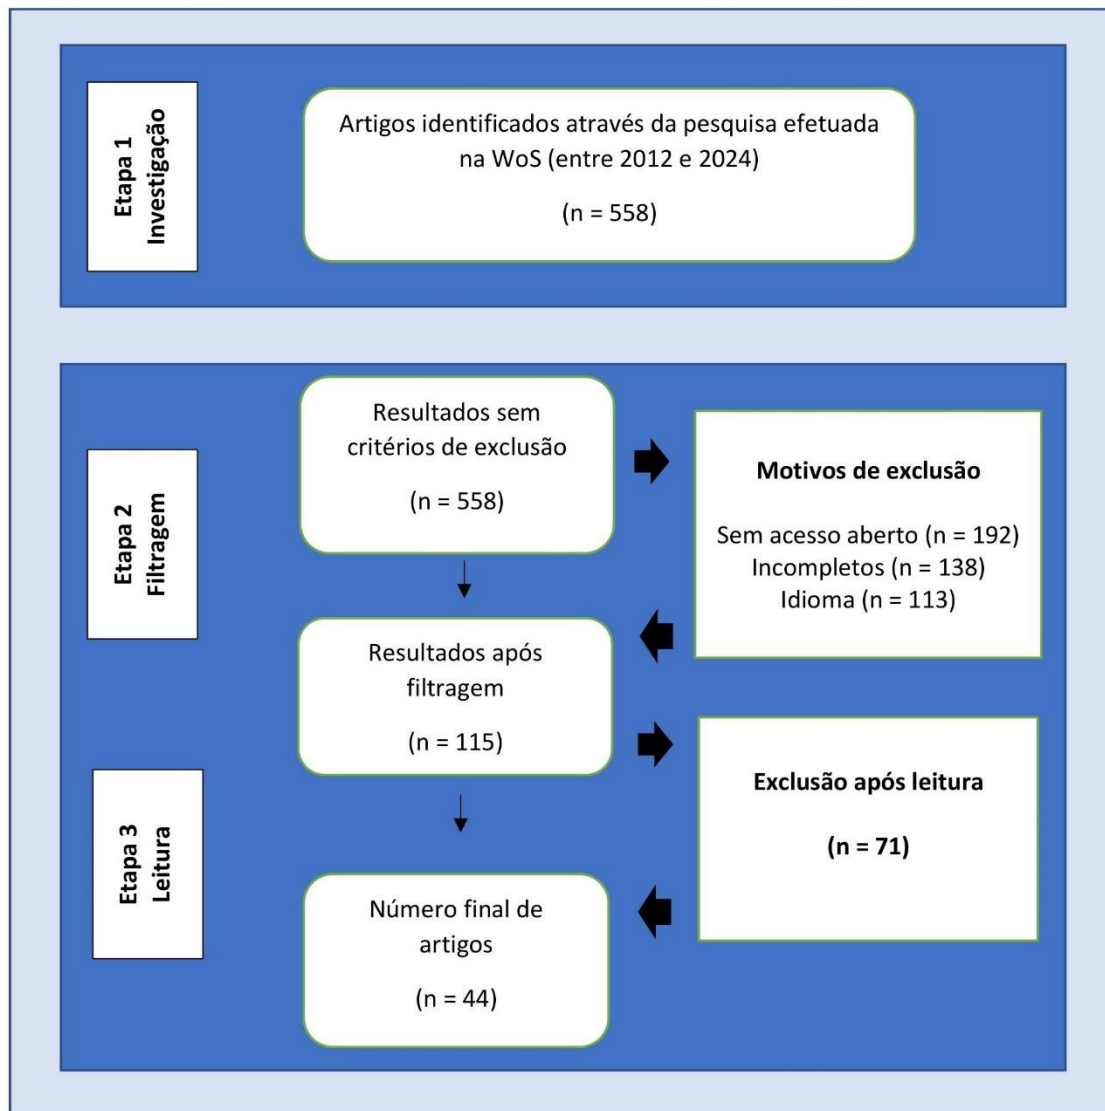 Etapa 1
Investigação
Artigos identificados através da pesquisa efetuada
na WoS (entre 2012 e 2024)
(n = 558)
Etapa 2
Filtragem
Resultados sem
critérios de exclusão
(n = 558)
Motivos de exclusão
Sem acesso aberto (n = 192)
Incompletos (n = 138)
Idioma (n = 113)
Resultados após
filtragem
(n = 115)
Etapa 3
Leitura
Exclusão após leitura
(n = 71)
Número final de
artigos
(n = 44)